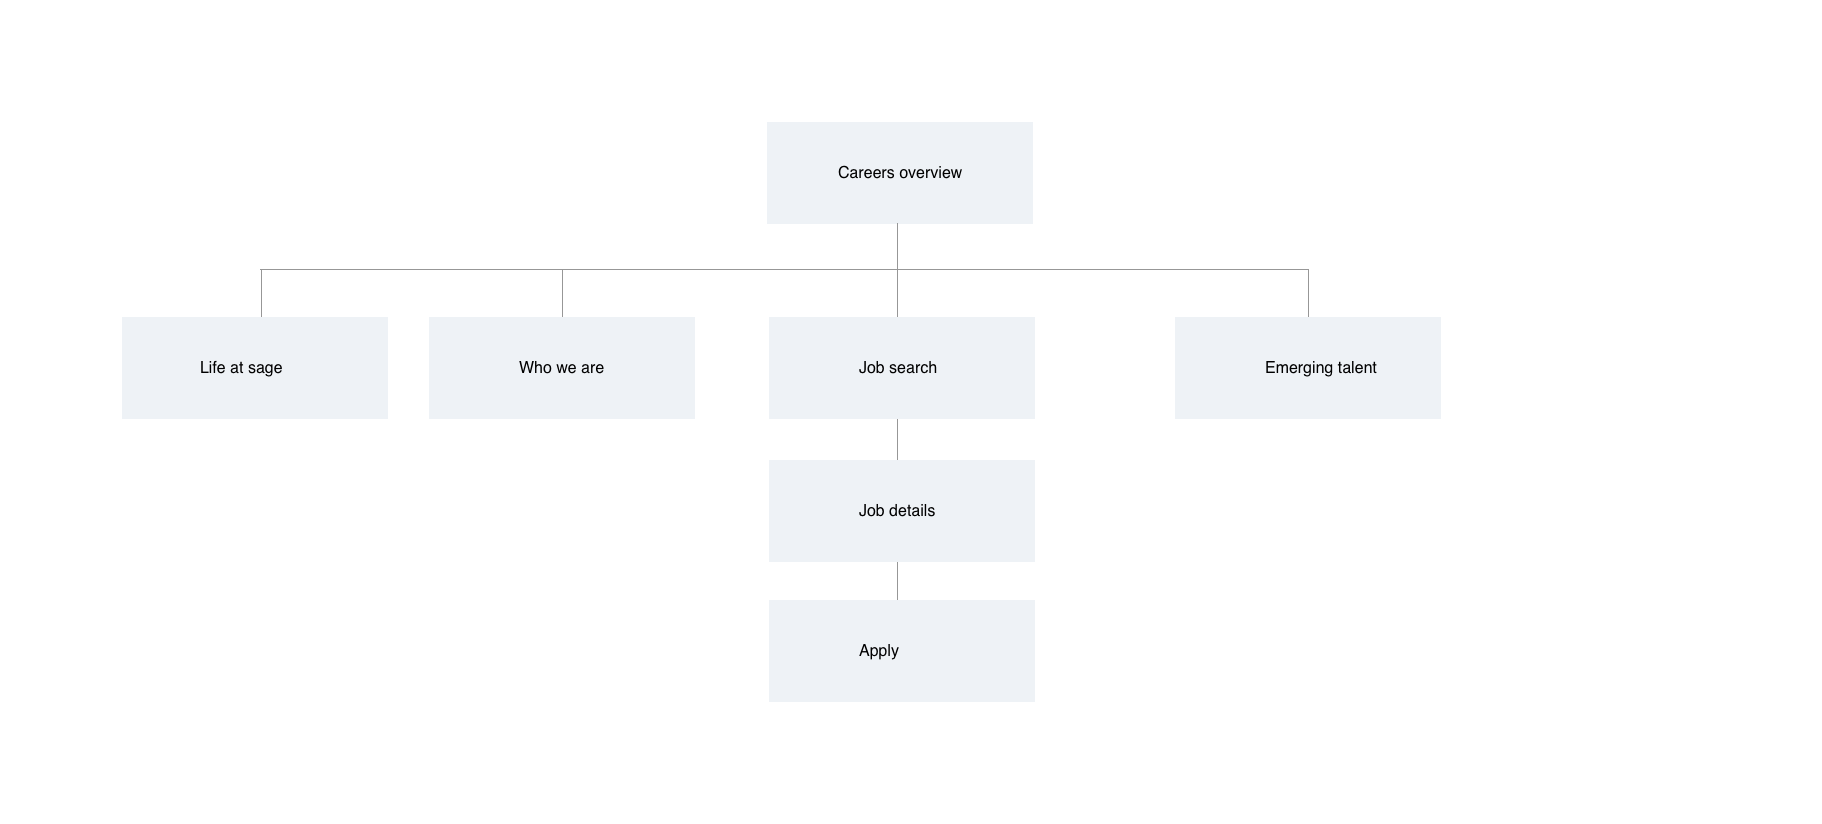 Careers overview
Life at sage
Who we are
Job search
Emerging talent
Job details
Apply